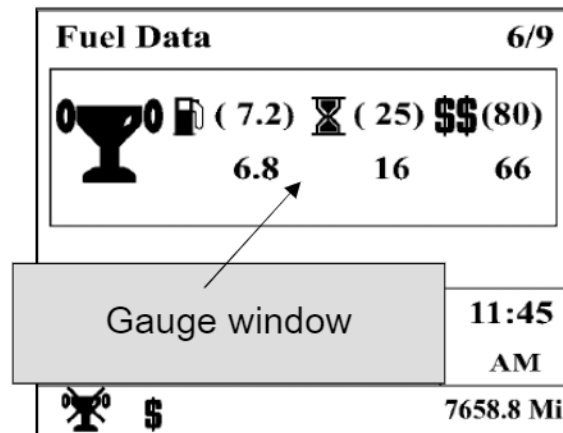 Fuel Data 6/9
( 7.2) ( 25) $$(80)
6.8 16 66
Gauge window
11:45
AM
$ 7658.8 Mi